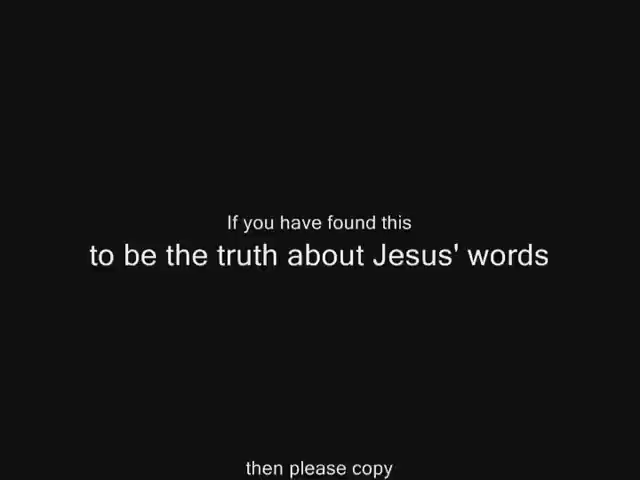 If you have found this
to be the truth about Jesus' words
then please copy